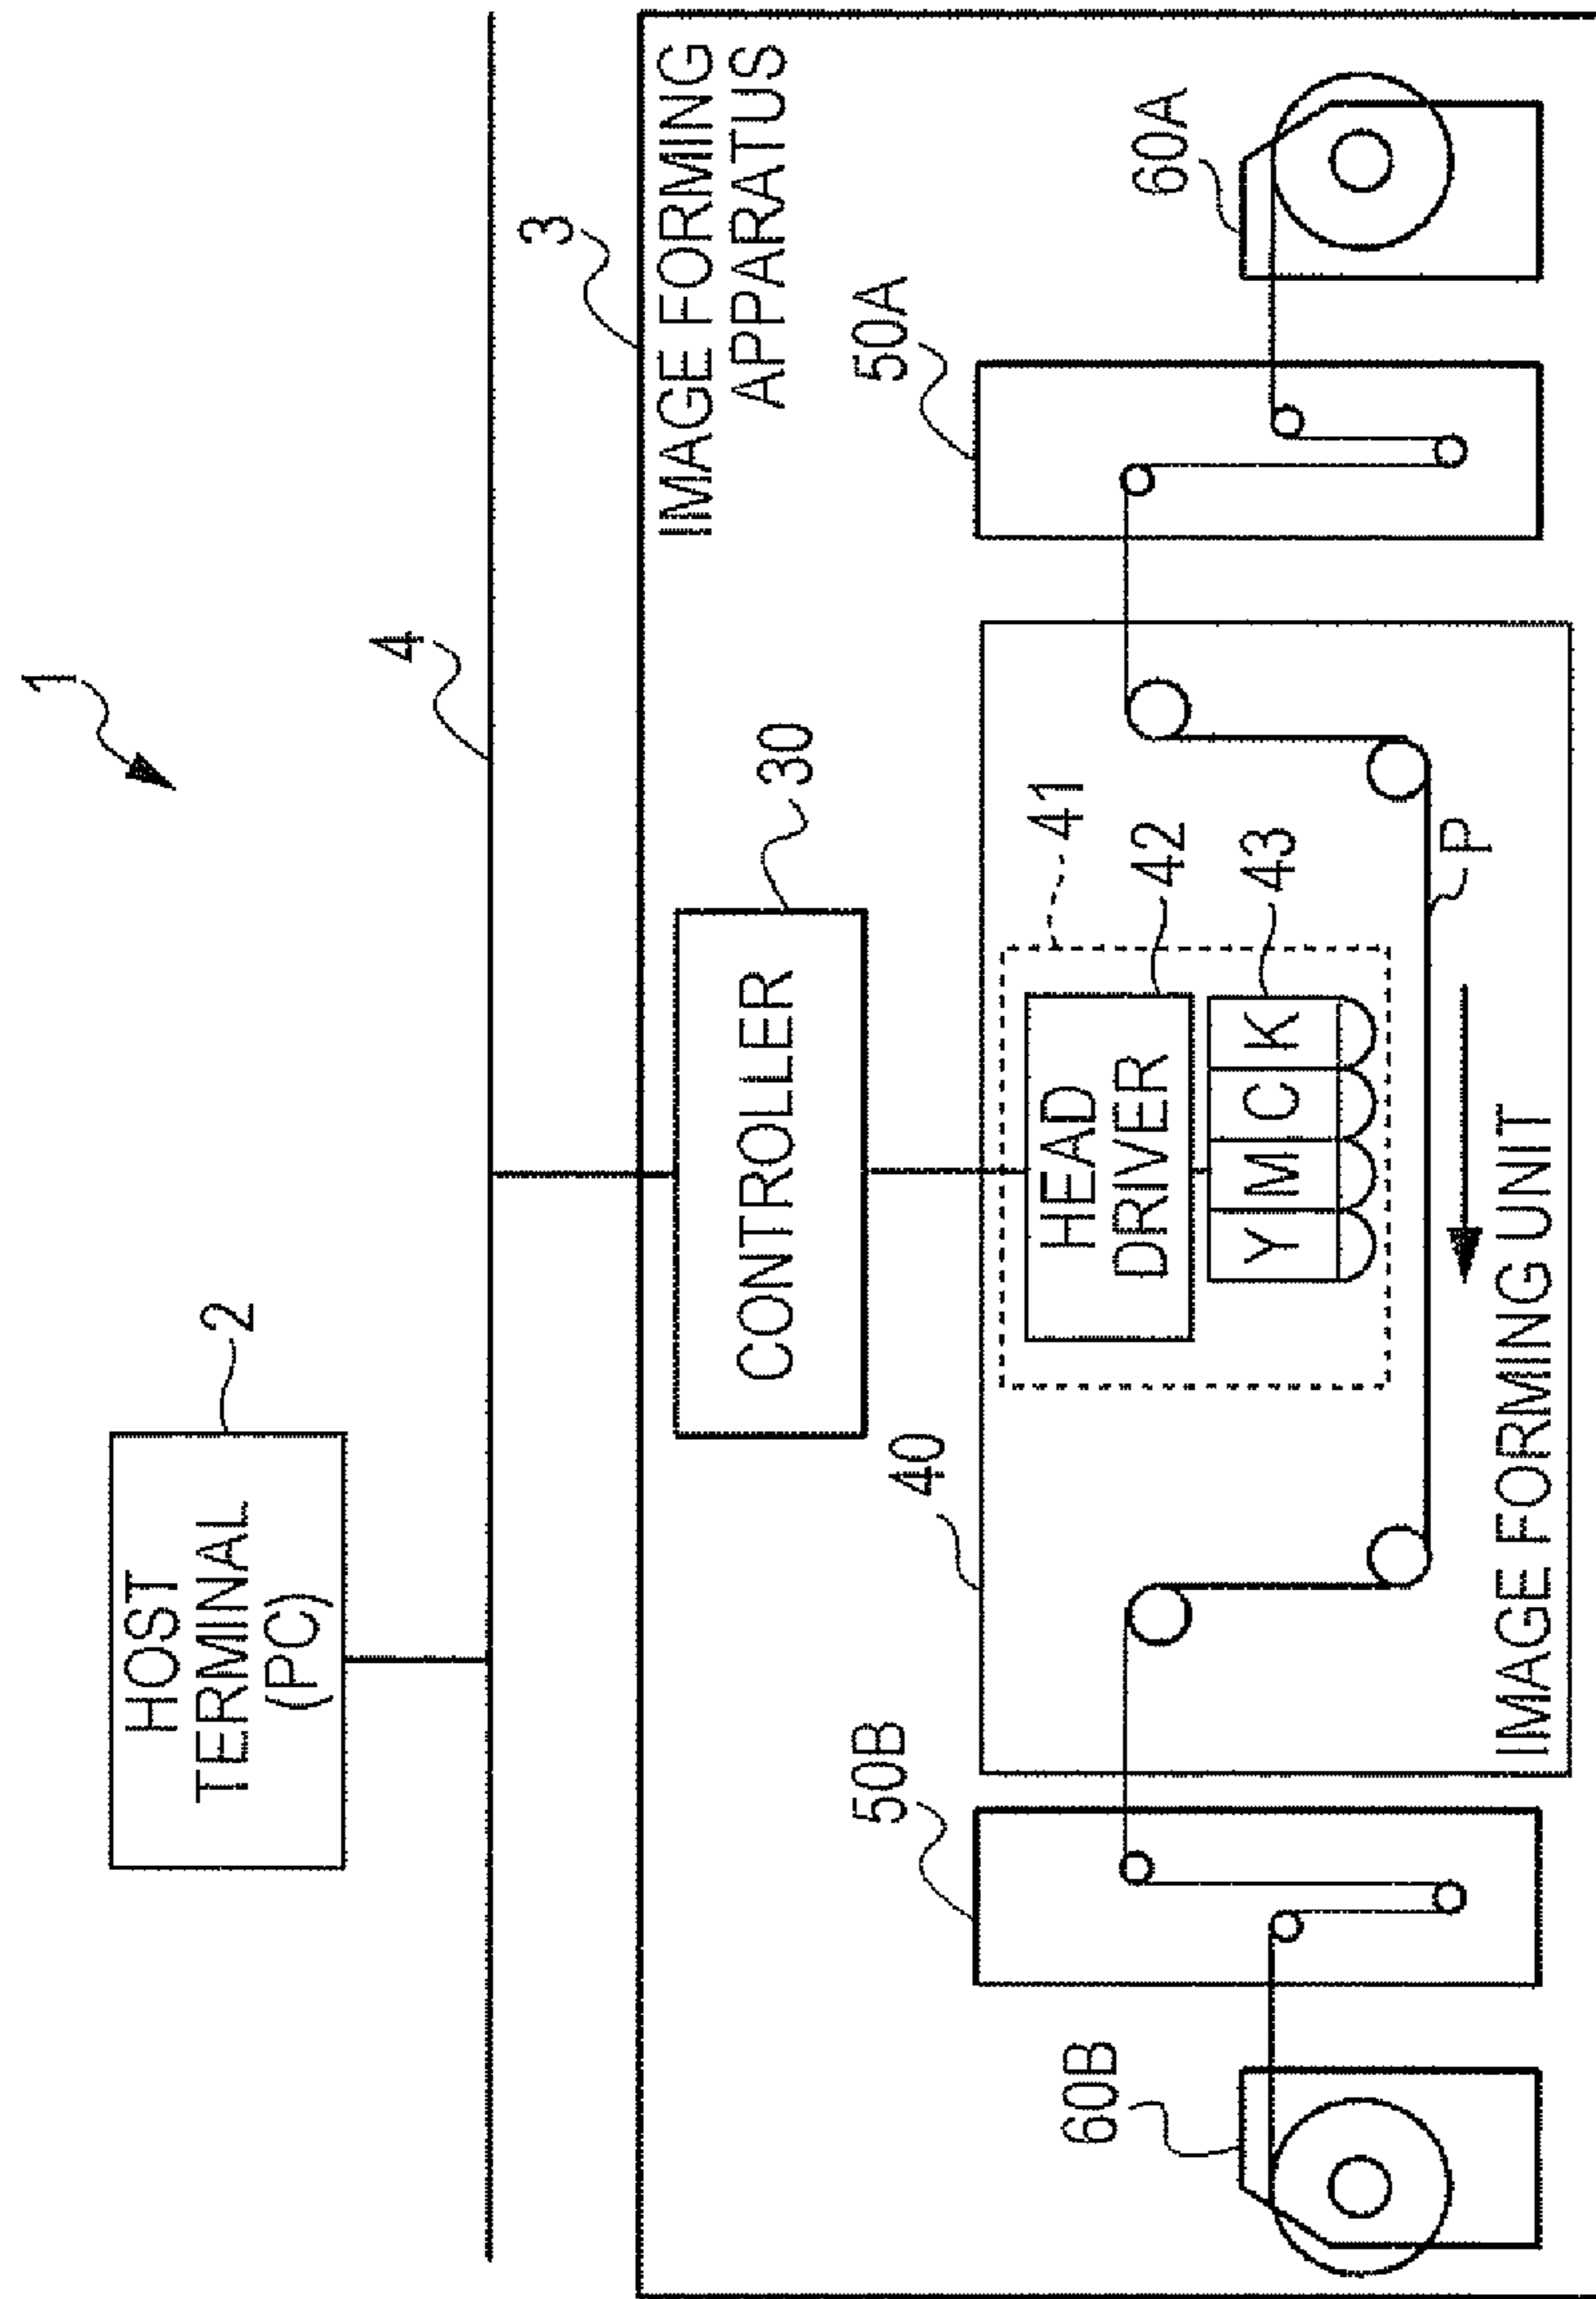 1
HOST
TERMINAL
(PC)
2
4
3
IMAGE FORMING
APPARATUS
CONTROLLER
30
40
41
HEAD
DRIVER
42
Y M C K
43
P
IMAGE FORMING UNIT
50B
50A
60B
60A